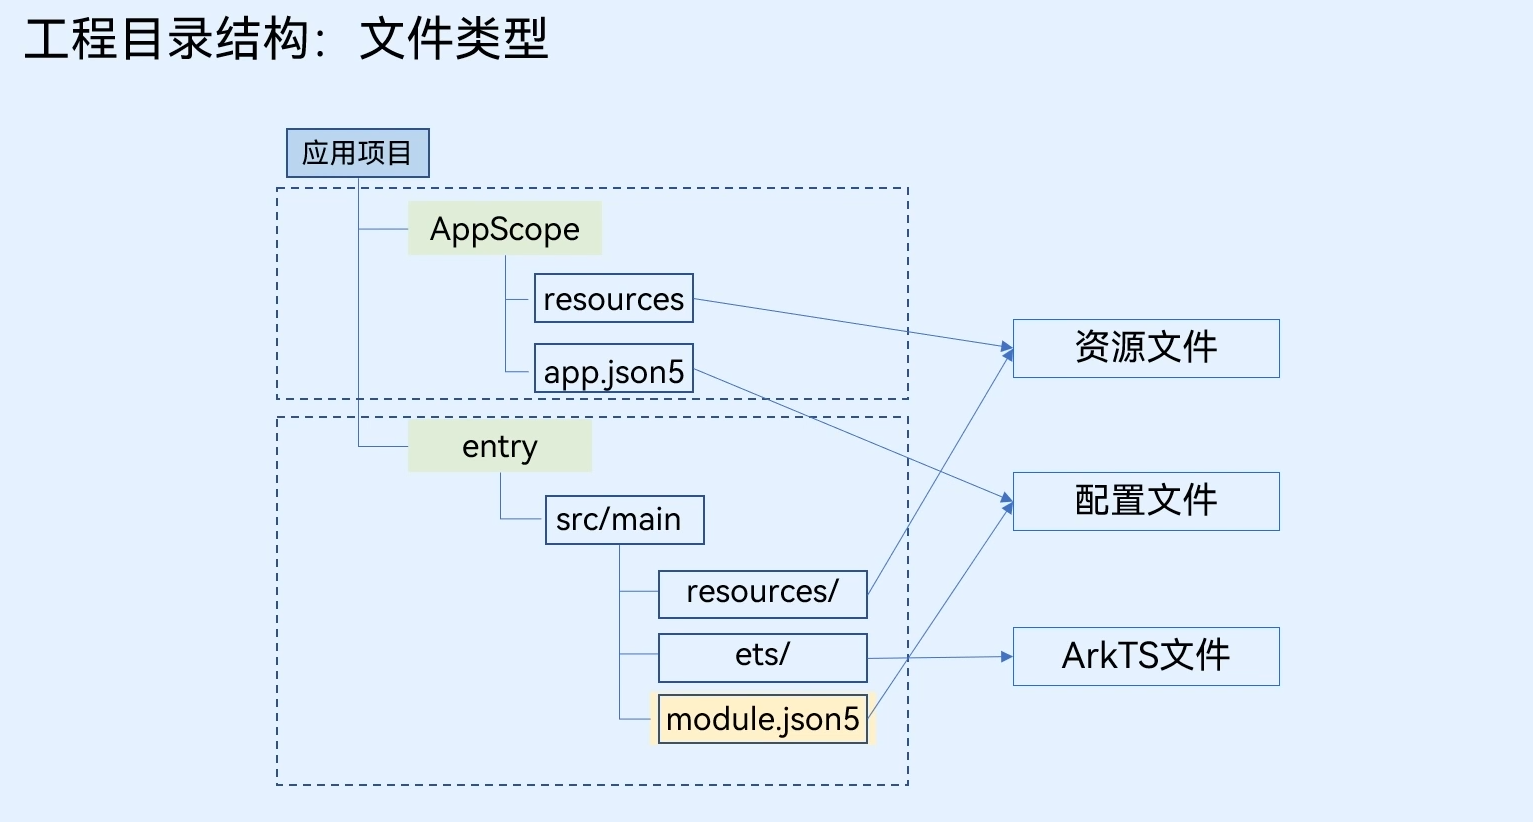 工程目录结构：文件类型
应用项目
AppScope
resources
app.json5
entry
src/main
resources/
ets/
module.json5
资源文件
配置文件
ArkTS文件